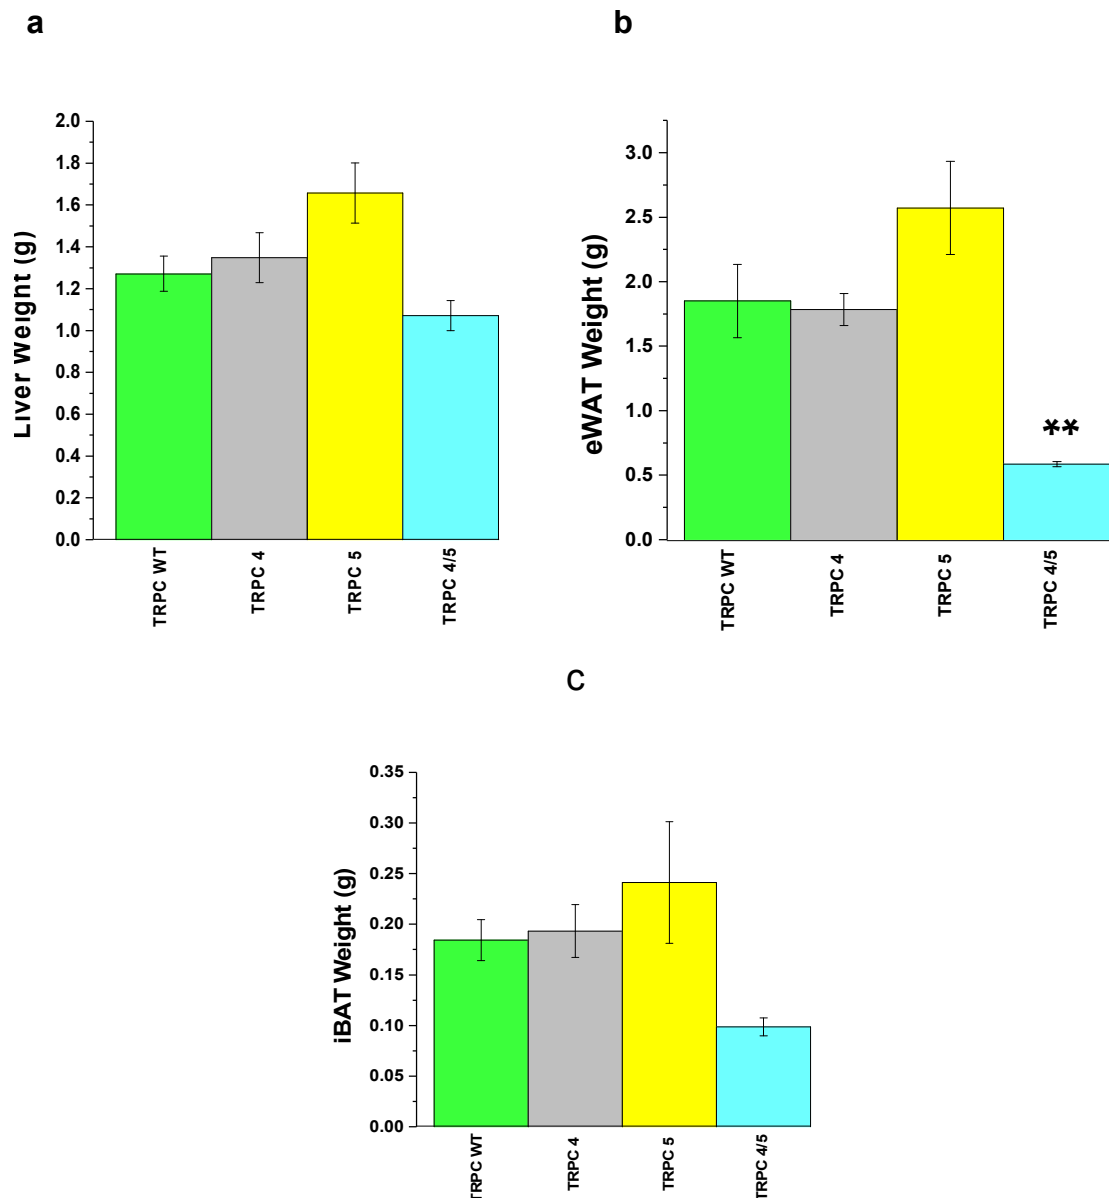 a
Liver Weight (g)
2.0
1.8
1.6
1.4
1.2
1.0
0.8
0.6
0.4
0.2
0.0
TRPC WT
TRPC 4
TRPC 5
TRPC 4/5
b
eWAT Weight (g)
3.0
2.5
2.0
1.5
1.0
0.5
0.0
**
TRPC WT
TRPC 4
TRPC 5
TRPC 4/5
c
iBAT Weight (g)
0.35
0.30
0.25
0.20
0.15
0.10
0.05
0.00
TRPC WT
TRPC 4
TRPC 5
TRPC 4/5